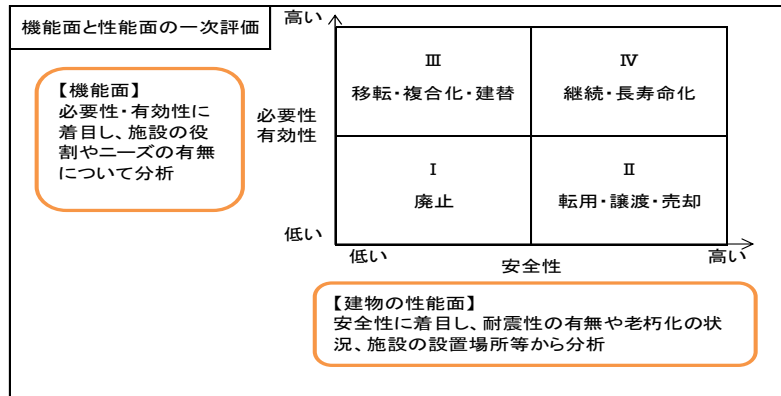 機能面と性能面の一次評価
【機能面】
必要性・有効性に
着目し、施設の役
割やニーズの有無
について分析
高い
必要性
有効性
低い
Ⅲ
移転・複合化・建替
Ⅳ
継続・長寿命化
Ⅰ
廃止
Ⅱ
転用・譲渡・売却
低い
安全性
高い
【建物の性能面】
安全性に着目し、耐震性の有無や老朽化の状
況、施設の設置場所等から分析